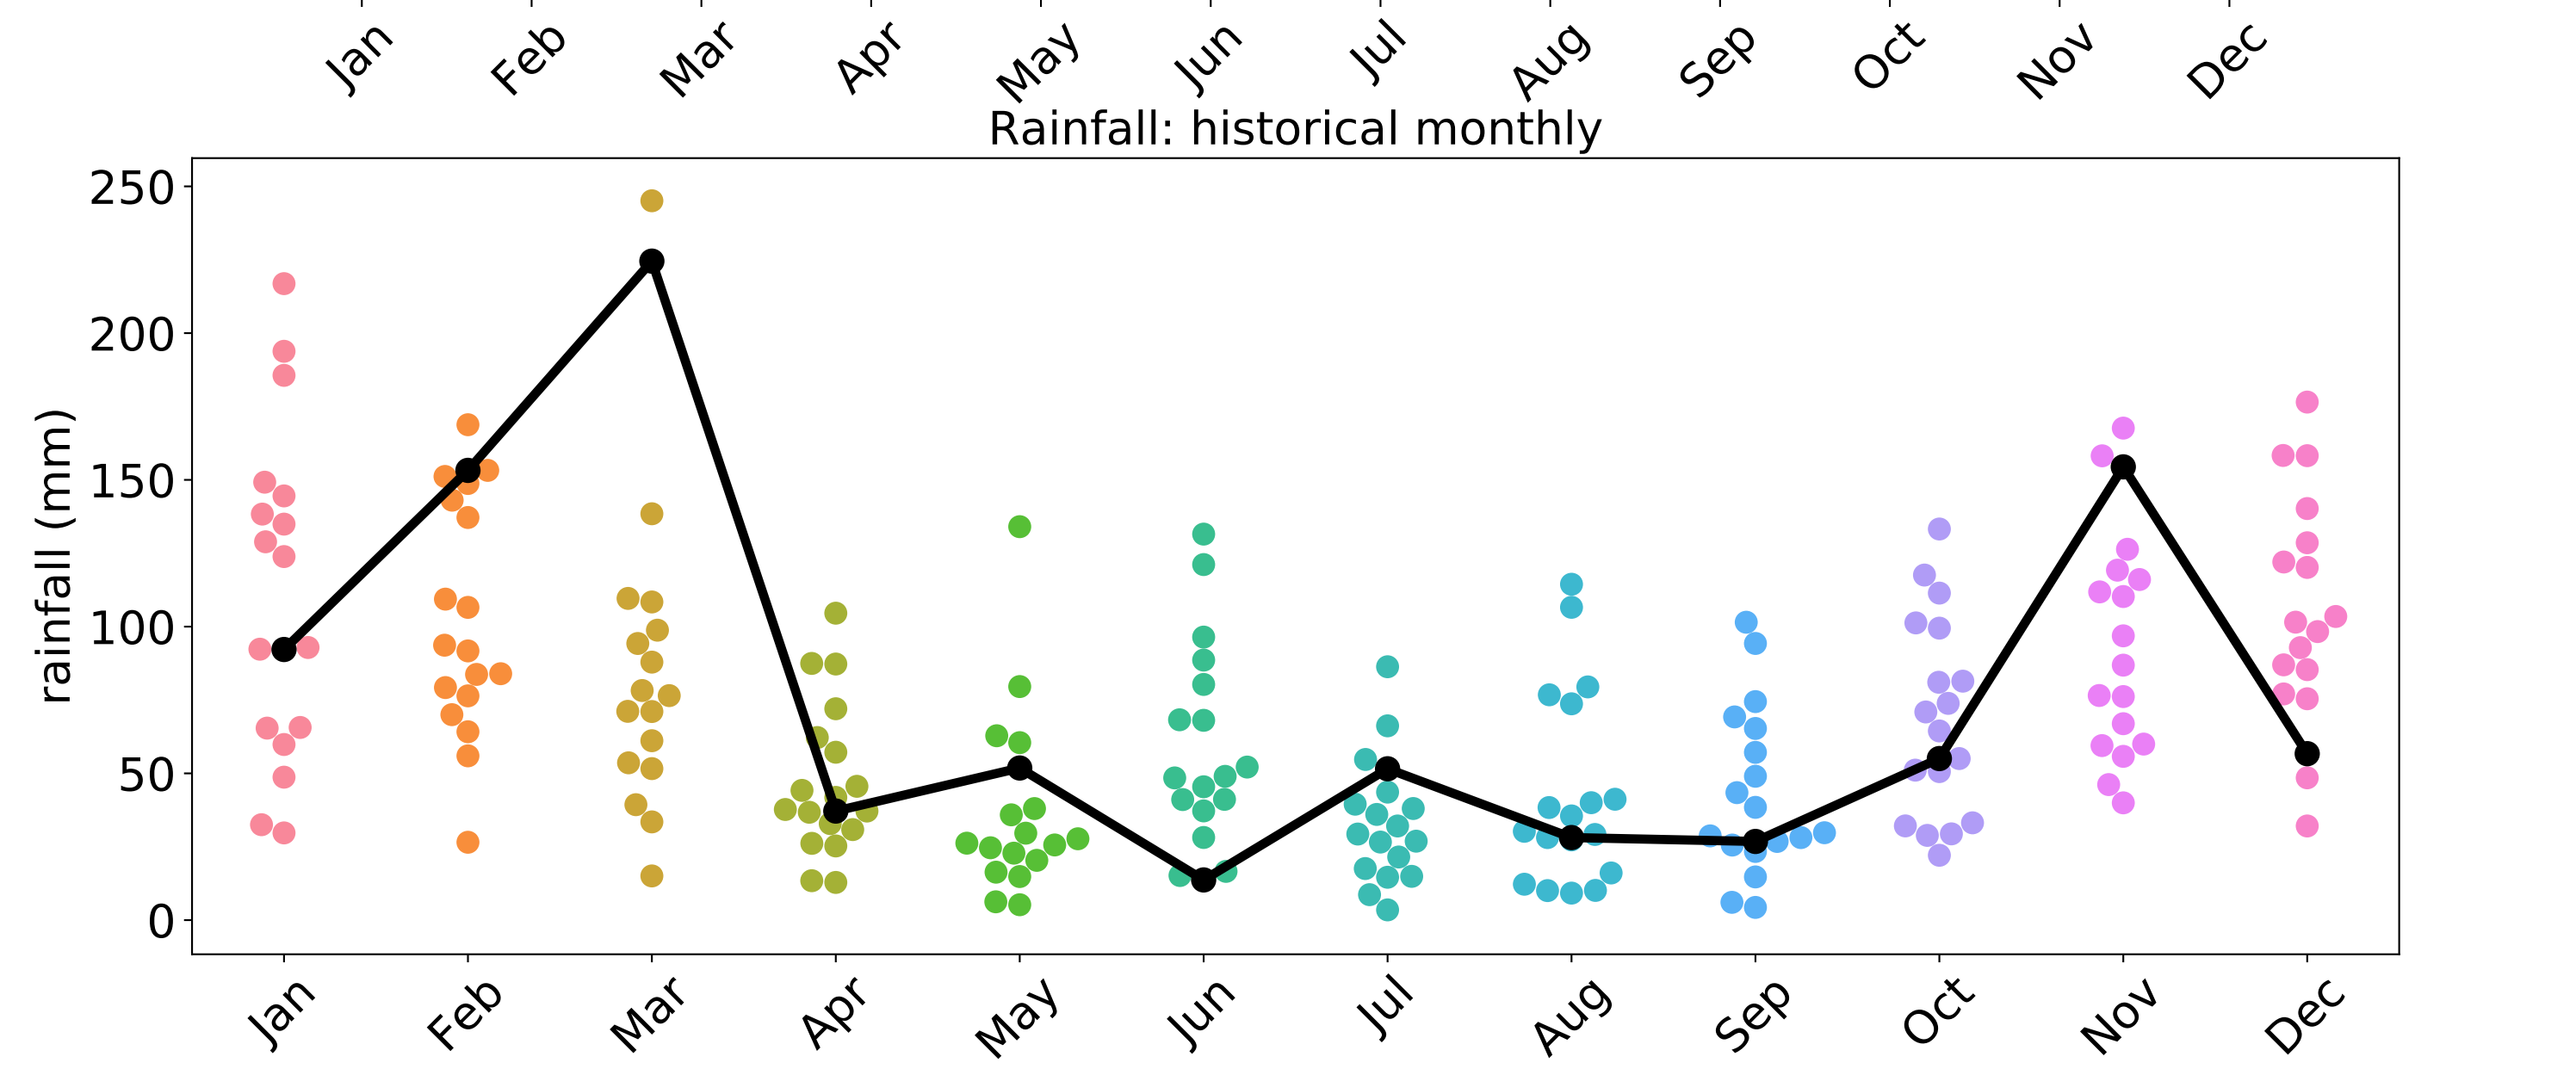 Jan Feb Mar Apr May Jun Jul Aug Sep Oct Nov Dec
Rainfall: historical monthly
rainfall (mm)
250
200
150
100
50
0
Jan Feb Mar Apr May Jun Jul Aug Sep Oct Nov Dec